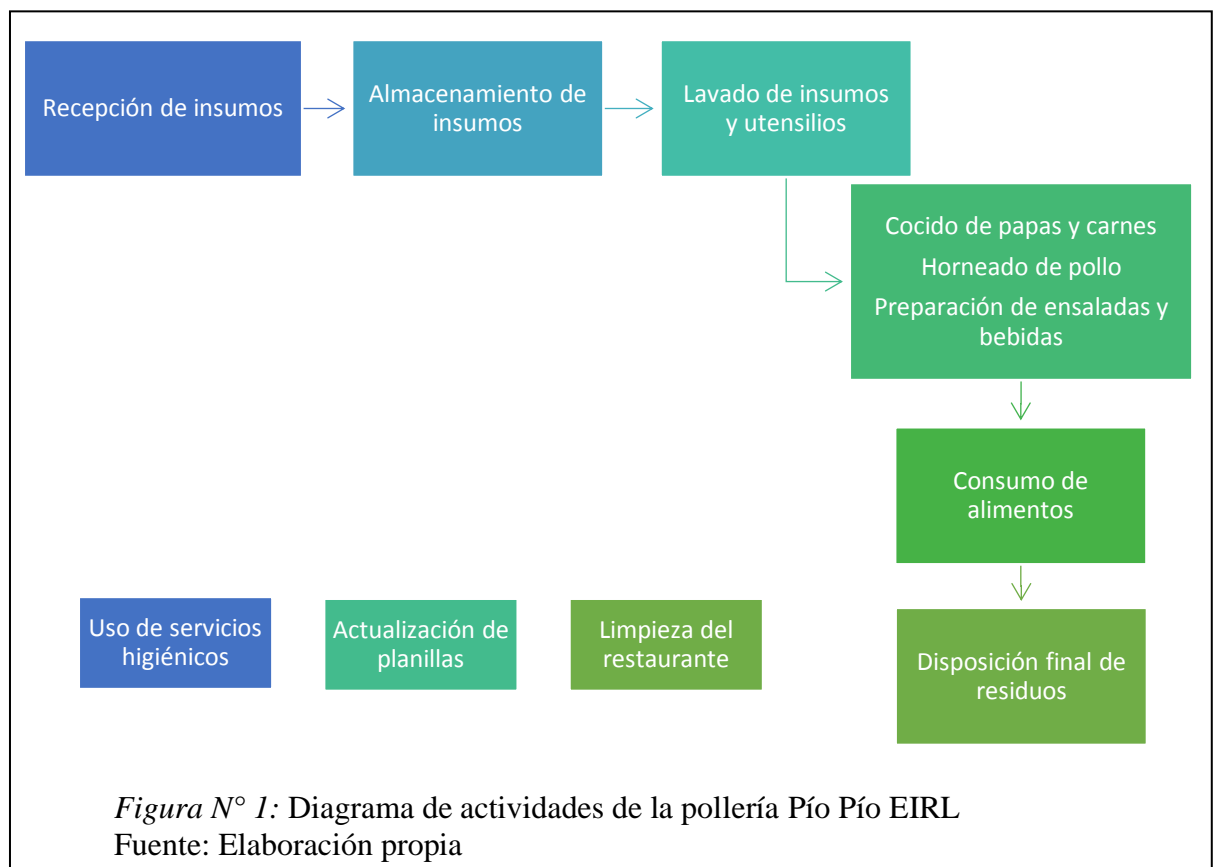 Recepción de insumos
Almacenamiento de
insumos
Lavado de insumos
y utensilios
Cocido de papas y carnes
Horneado de pollo
Preparación de ensaladas y
bebidas
Consumo de
alimentos
Uso de servicios
higiénicos
Actualización de
planillas
Limpieza del
restaurante
Disposición final de
residuos
Figura N° 1: Diagrama de actividades de la pollería Pío Pío EIRL
Fuente: Elaboración propia